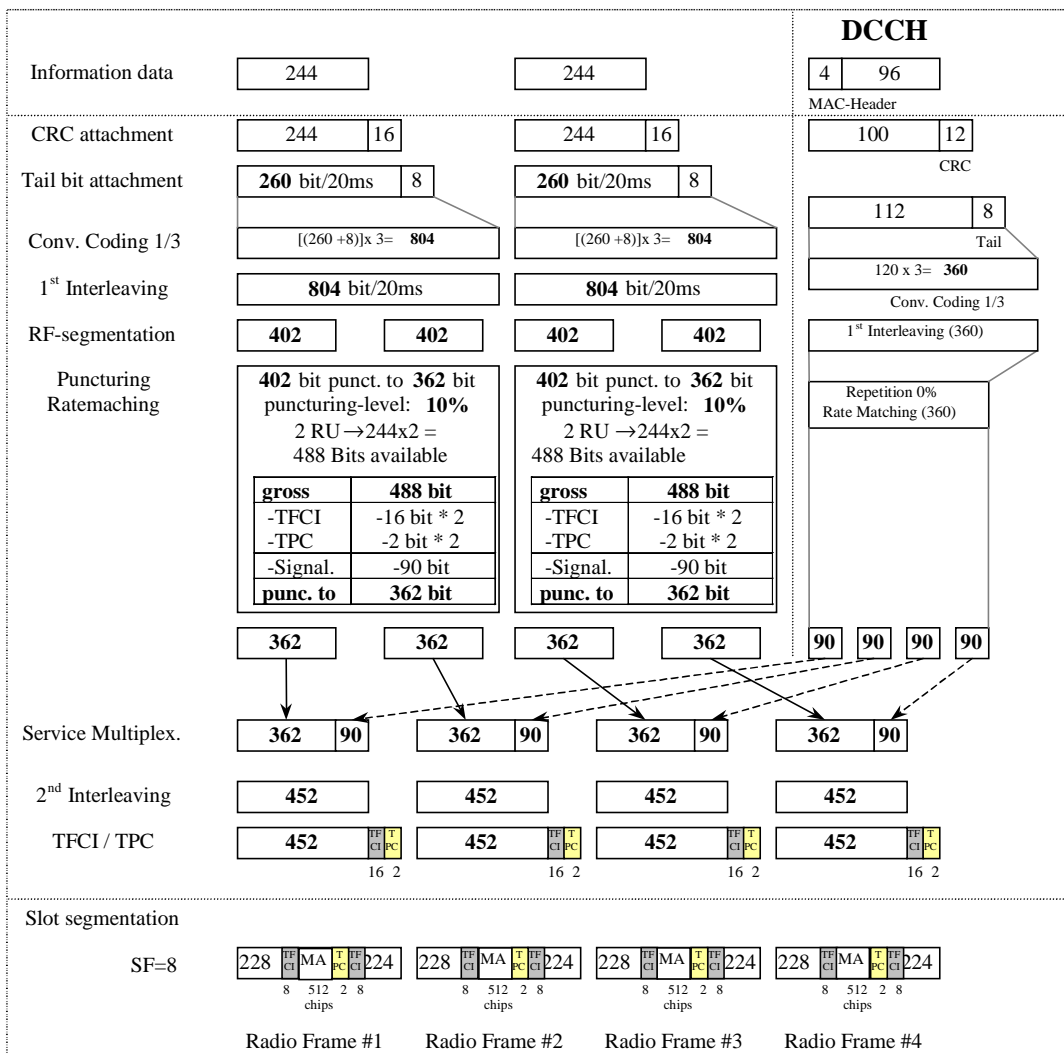 DCCH
Information data
244
244
4
96
MAC-Header
CRC attachment
244
16
244
16
100
12
CRC
Tail bit attachment
260 bit/20ms
8
260 bit/20ms
8
112
8
Tail
Conv. Coding 1/3
[(260 +8)]x 3= 804
[(260 +8)]x 3= 804
120 x 3= 360
Conv. Coding 1/3
1st Interleaving
804 bit/20ms
804 bit/20ms
1st Interleaving (360)
RF-segmentation
402
402
402
402
Puncturing
Ratemaching
402 bit punct. to 362 bit
puncturing-level: 10%
2 RU →244x2 =
488 Bits available
gross 488 bit
-TFCI -16 bit * 2
-TPC -2 bit * 2
-Signal. -90 bit
punc. to 362 bit
402 bit punct. to 362 bit
puncturing-level: 10%
2 RU →244x2 =
488 Bits available
gross 488 bit
-TFCI -16 bit * 2
-TPC -2 bit * 2
-Signal. -90 bit
punc. to 362 bit
Repetition 0%
Rate Matching (360)
362
362
362
362
90
90
90
90
Service Multiplex.
362
90
362
90
362
90
362
90
2nd Interleaving
452
452
452
452
TFCI / TPC
452
TF
CI
T
PC
16 2
452
TF
CI
T
PC
16 2
452
TF
CI
T
PC
16 2
452
TF
CI
T
PC
16 2
Slot segmentation
SF=8
228
TF
CI
MA
T
PC
TF
CI
224
8 512 2 8
chips
228
TF
CI
MA
T
PC
TF
CI
224
8 512 2 8
chips
228
TF
CI
MA
T
PC
TF
CI
224
8 512 2 8
chips
228
TF
CI
MA
T
PC
TF
CI
224
8 512 2 8
chips
Radio Frame #1
Radio Frame #2
Radio Frame #3
Radio Frame #4